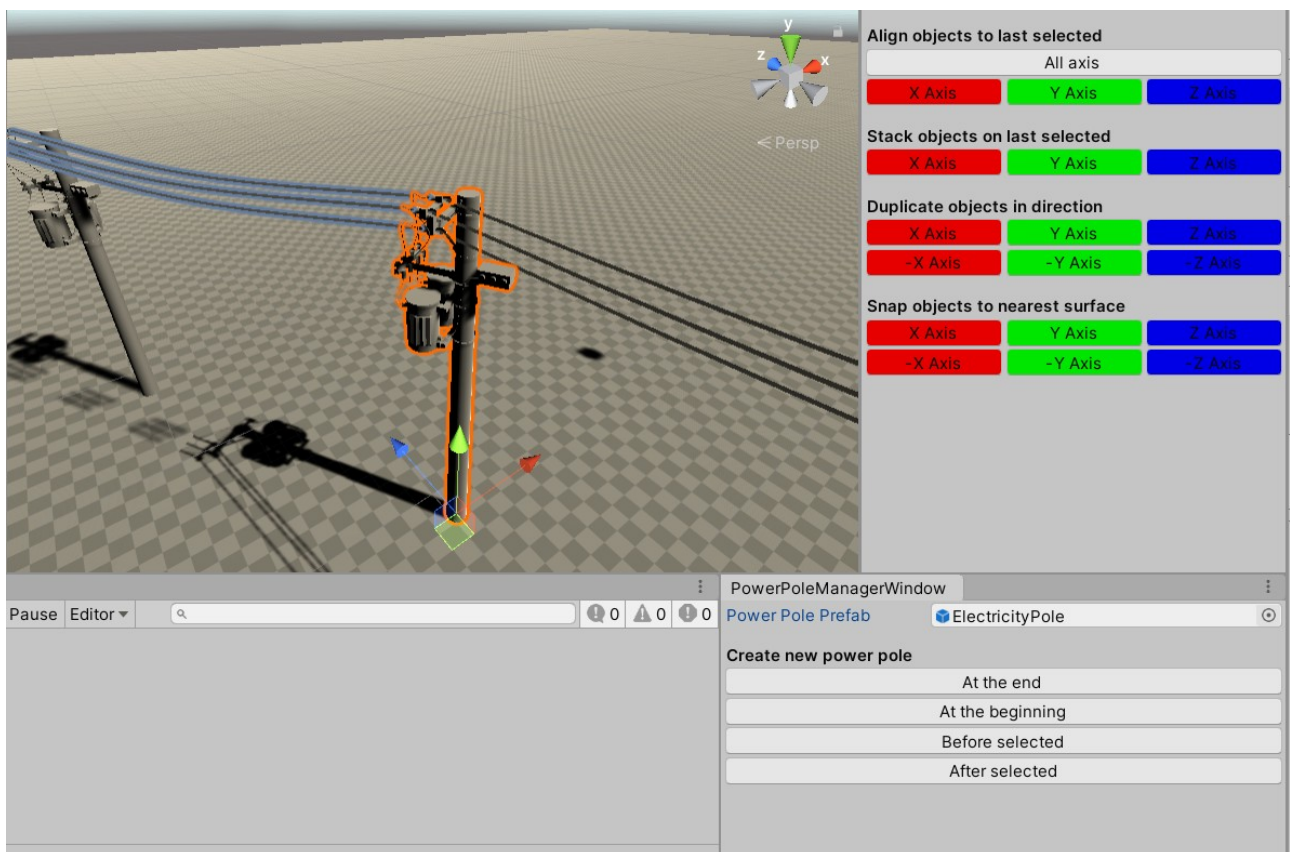 y
z
x
Persp
Align objects to last selected
All axis
X Axis Y Axis Z Axis
Stack objects on last selected
X Axis Y Axis Z Axis
Duplicate objects in direction
X Axis Y Axis Z Axis
-X Axis -Y Axis -Z Axis
Snap objects to nearest surface
X Axis Y Axis Z Axis
-X Axis -Y Axis -Z Axis
Pause Editor 0 0 0
PowerPoleManagerWindow
Power Pole Prefab ElectricityPole
Create new power pole
At the end
At the beginning
Before selected
After selected